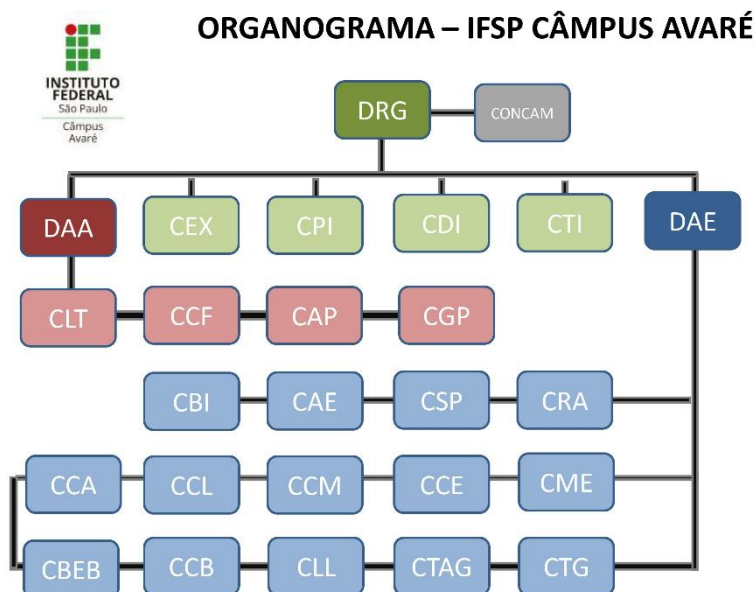 ORGANOGRAMA – IFSP CÂMPUS AVARÉ
INSTITUTO
FEDERAL
São Paulo
Câmpus
Avaré
DRG
CONCAM
DAA
CEX
CPI
CDI
CTI
DAE
CLT
CCF
CAP
CGP
CBI
CAE
CSP
CRA
CCA
CCL
CCM
CCE
CME
CBEB
CCB
CLL
CTAG
CTG